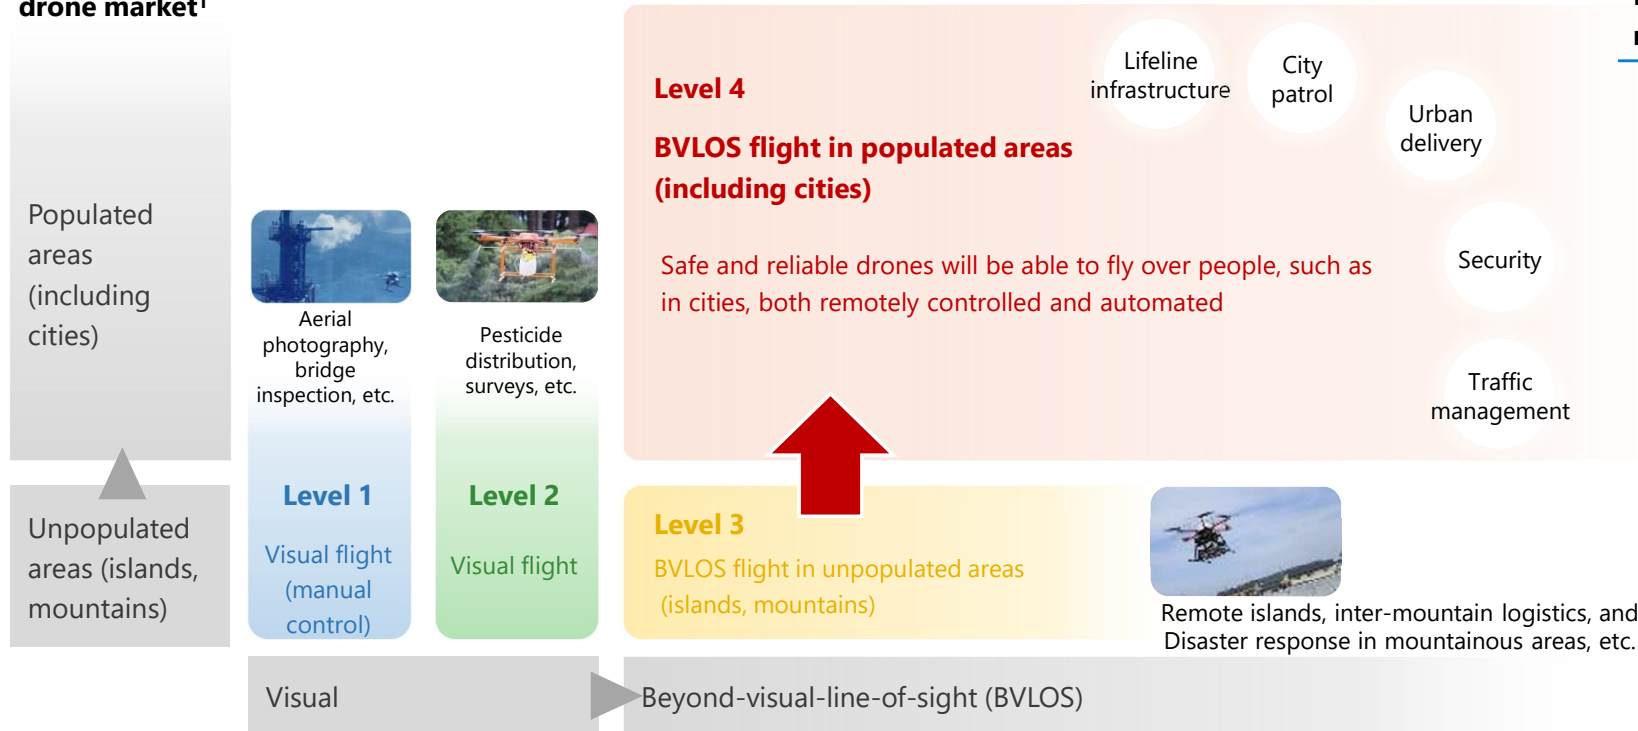 drone market¹
Populated
areas
(including
cities)
Unpopulated
areas (islands,
mountains)
Aerial
photography,
bridge
inspection, etc.
Level 1
Visual flight
(manual
control)
Pesticide
distribution,
surveys, etc.
Level 2
Visual flight
Level 4
BVLOS flight in populated areas
(including cities)
Safe and reliable drones will be able to fly over people, such as
in cities, both remotely controlled and automated
Lifeline
infrastructure
City
patrol
Urban
delivery
Security
Traffic
management
Level 3
BVLOS flight in unpopulated areas
(islands, mountains)
Remote islands, inter-mountain logistics, and
Disaster response in mountainous areas, etc.
Visual
Beyond-visual-line-of-sight (BVLOS)